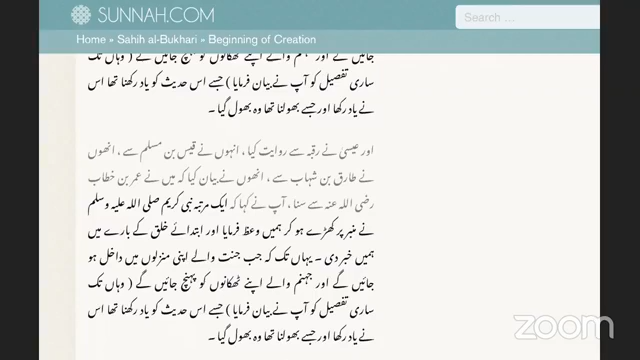 SUNNAH.COM
Search ...
Home » Sahih al-Bukhari » Beginning of Creation
جائیں گے اور جہنم والے اپنے ٹھکانوں کو پہنچ جائیں گے ( وہاں تک
ساری تفصیل کو آپ نے بیان فرمایا ) جسے اس حدیث کو یاد رکھنا تھا اس
نے یاد رکھا اور جسے بھولنا تھا وہ بھول گیا ۔
اور عیسیٰ نے رقبہ سے روایت کیا ، انہوں نے قیس بن مسلم سے ، انھوں
نے طارق بن شہاب سے ، انھوں نے بیان کیا کہ میں نے عمر بن خطاب
رضی اللہ عنہ سے سنا ، آپ نے کہا کہ ایک مرتبہ نبی کریم صلی اللہ علیہ وسلم
نے منبر پر کھڑے ہو کر ہمیں وعظ فرمایا اور ابتدائے خلق کے بارے میں
ہمیں خبر دی ۔ یہاں تک کہ جب جنت والے اپنی منزلوں میں داخل ہو
جائیں گے اور جہنم والے اپنے ٹھکانوں کو پہنچ جائیں گے ( وہاں تک
ساری تفصیل کو آپ نے بیان فرمایا ) جسے اس حدیث کو یاد رکھنا تھا اس
نے یاد رکھا اور جسے بھولنا تھا وہ بھول گیا ۔
zoom